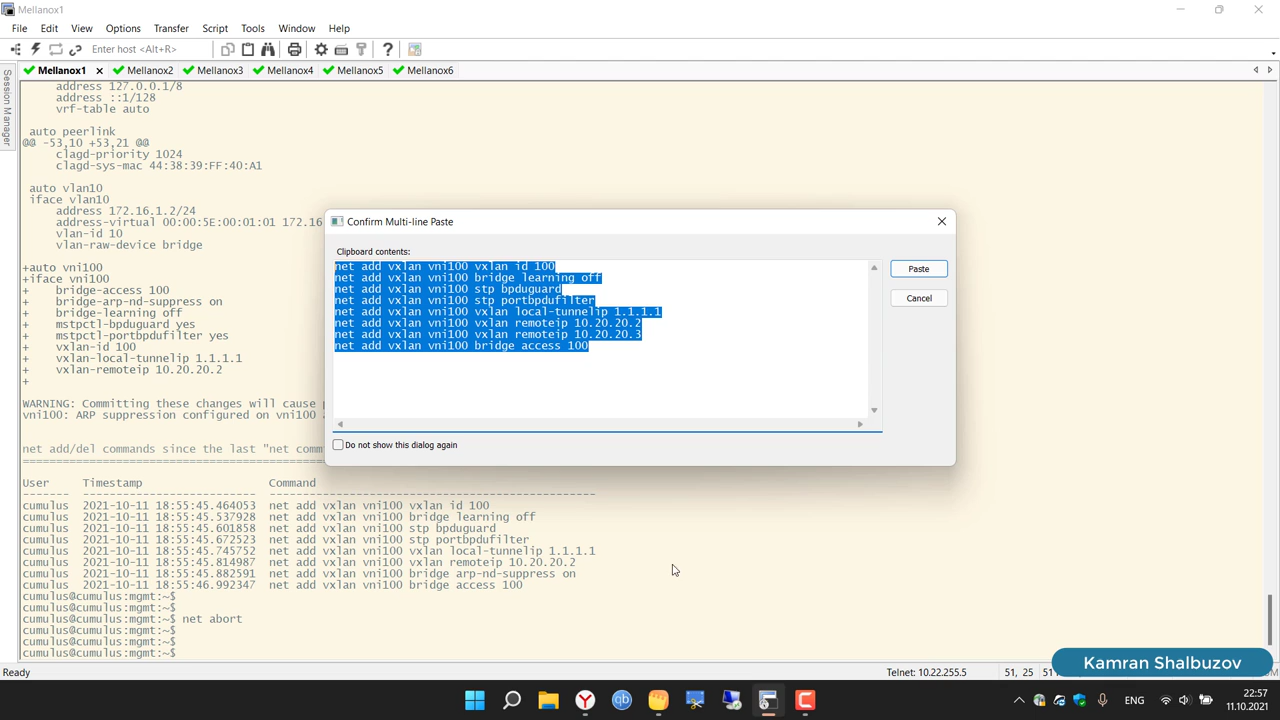 Mellanox1
File Edit View Options Transfer Script Tools Window Help
Enter host <Alt+R>
Mellanox1 Mellanox2 Mellanox3 Mellanox4 Mellanox5 Mellanox6
Session Manager
address 127.0.0.1/8
address ::1/128
vrf-table auto
auto peerlink
@@ -53,10 +53,21 @@
clagd-priority 1024
clagd-sys-mac 44:38:39:FF:40:A1
auto vlan10
iface vlan10
address 172.16.1.2/24
address-virtual 00:00:5E:00:01:01 172.16
vlan-id 10
vlan-raw-device bridge
+auto vni100
+iface vni100
+ bridge-access 100
+ bridge-arp-nd-suppress on
+ bridge-learning off
+ mstpctl-bpduguard yes
+ mstpctl-portbpdufilter yes
+ vxlan-id 100
+ vxlan-local-tunnelip 1.1.1.1
+ vxlan-remoteip 10.20.20.2
+
WARNING: Committing these changes will cause
vni100: ARP suppression configured on vni100
net add/del commands since the last "net comm
User Timestamp Command
cumulus 2021-10-11 18:55:45.464053 net add vxlan vni100 vxlan id 100
cumulus 2021-10-11 18:55:45.537928 net add vxlan vni100 bridge learning off
cumulus 2021-10-11 18:55:45.601858 net add vxlan vni100 stp bpduguard
cumulus 2021-10-11 18:55:45.672523 net add vxlan vni100 stp portbpdufilter
cumulus 2021-10-11 18:55:45.745752 net add vxlan vni100 vxlan local-tunnelip 1.1.1.1
cumulus 2021-10-11 18:55:45.814987 net add vxlan vni100 vxlan remoteip 10.20.20.2
cumulus 2021-10-11 18:55:45.882591 net add vxlan vni100 bridge arp-nd-suppress on
cumulus 2021-10-11 18:55:46.992347 net add vxlan vni100 bridge access 100
cumulus@cumulus:mgmt:~$
cumulus@cumulus:mgmt:~$
cumulus@cumulus:mgmt:~$ net abort
cumulus@cumulus:mgmt:~$
cumulus@cumulus:mgmt:~$
cumulus@cumulus:mgmt:~$
Confirm Multi-line Paste
Clipboard contents:
net add vxlan vni100 vxlan id 100
net add vxlan vni100 bridge learning off
net add vxlan vni100 stp bpduguard
net add vxlan vni100 stp portbpdufilter
net add vxlan vni100 vxlan local-tunnelip 1.1.1.1
net add vxlan vni100 vxlan remoteip 10.20.20.2
net add vxlan vni100 vxlan remoteip 10.20.20.3
net add vxlan vni100 bridge access 100
Paste
Cancel
Do not show this dialog again
Ready Telnet: 10.22.255.5 51, 25
Kamran Shalbuzov
qb
ENG
22:57
11.10.2021